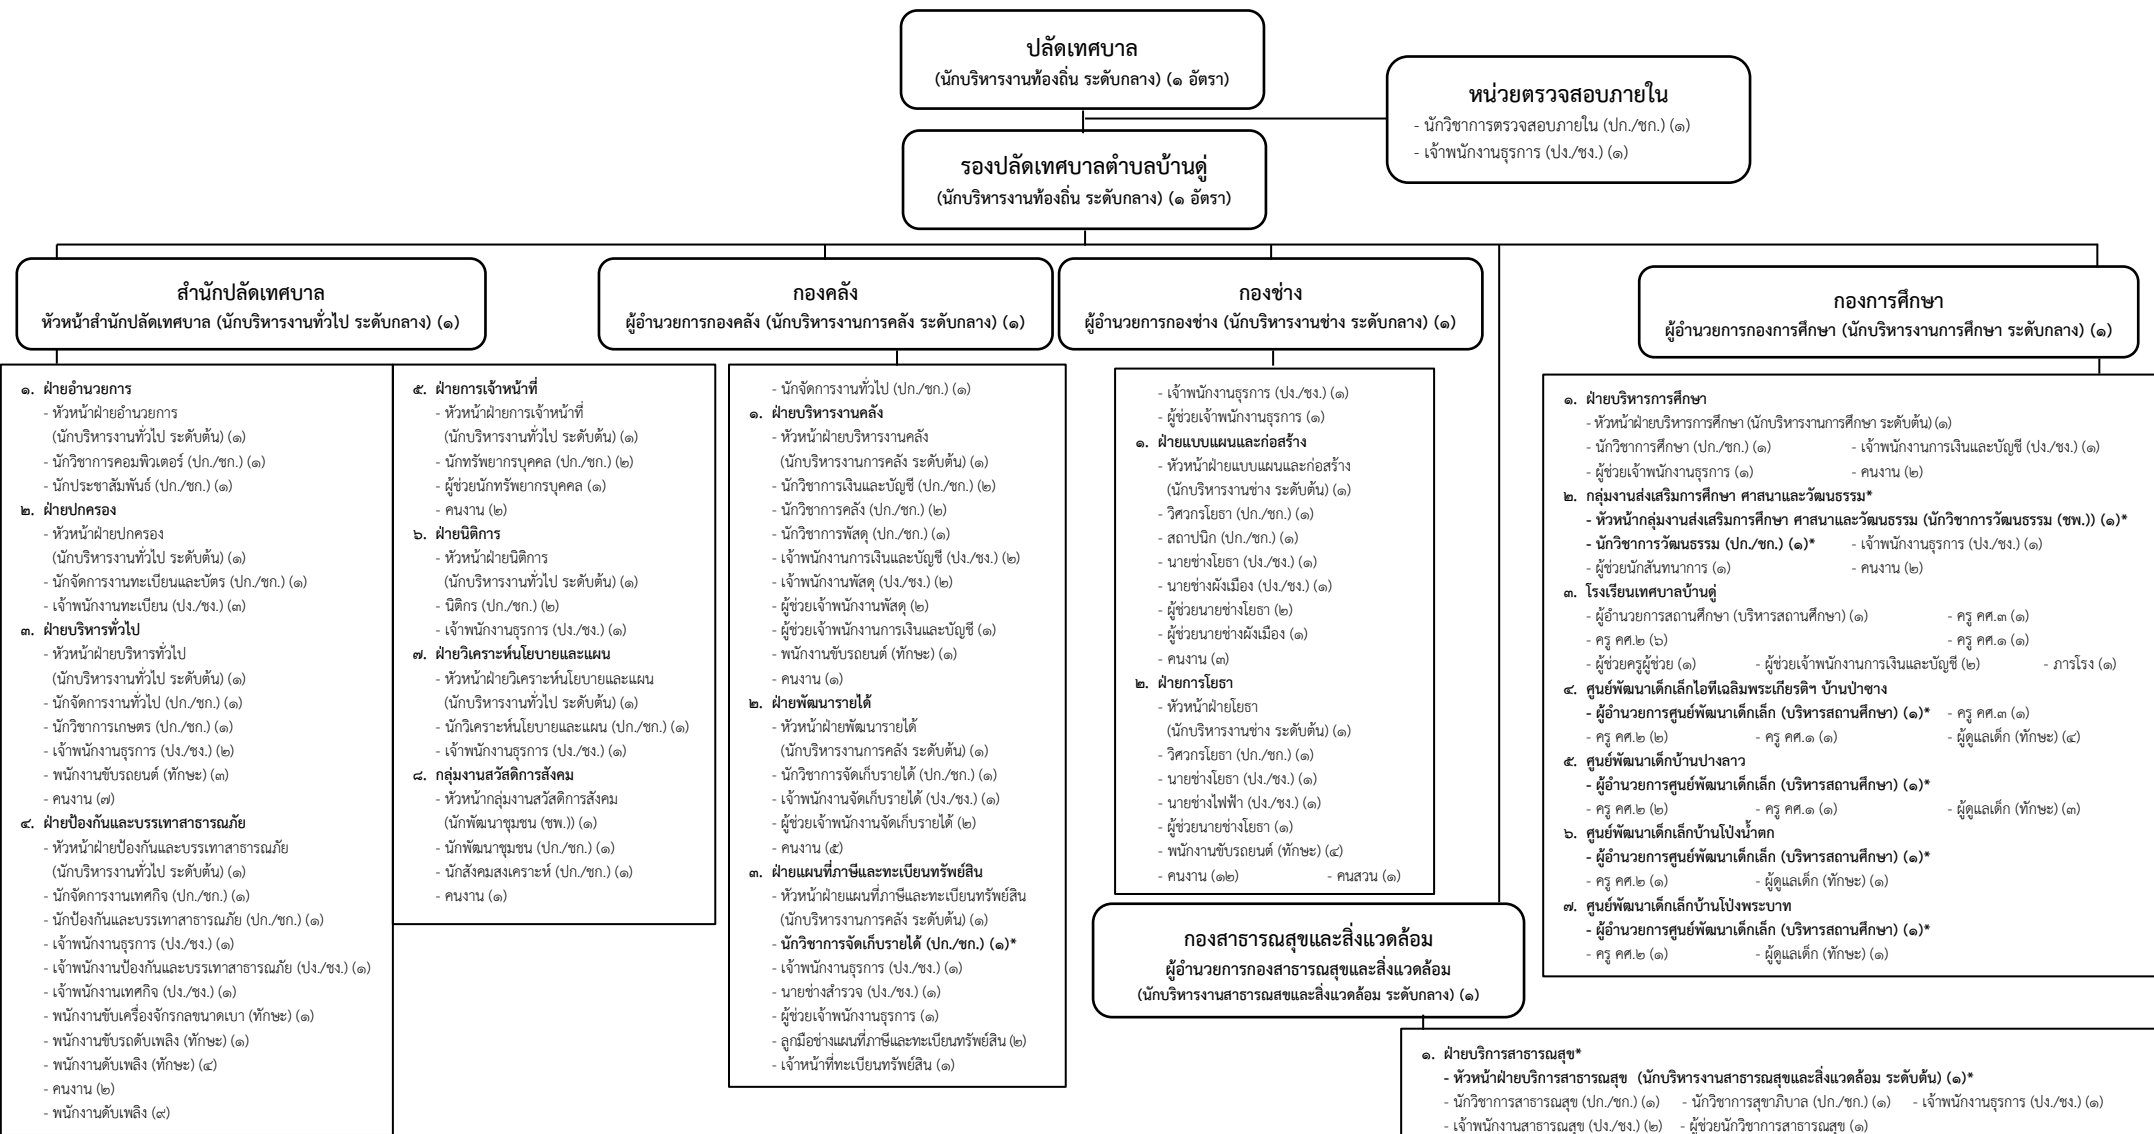 ปลัดเทศบาล
(นักบริหารงานท้องถิ่น ระดับกลาง) (๑ อัตรา)
หน่วยตรวจสอบภายใน
- นักวิชาการตรวจสอบภายใน (ปก./ชก.) (๑)
- เจ้าพนักงานธุรการ (ปง./ชง.) (๑)
รองปลัดเทศบาลตำบลบ้านดู่
(นักบริหารงานท้องถิ่น ระดับกลาง) (๑ อัตรา)
สำนักปลัดเทศบาล
หัวหน้าสำนักปลัดเทศบาล (นักบริหารงานทั่วไป ระดับกลาง) (๑)
๑. ฝ่ายอำนวยการ
- หัวหน้าฝ่ายอำนวยการ
(นักบริหารงานทั่วไป ระดับต้น) (๑)
- นักวิชาการคอมพิวเตอร์ (ปก./ชก.) (๑)
- นักประชาสัมพันธ์ (ปก./ชก.) (๑)
๒. ฝ่ายปกครอง
- หัวหน้าฝ่ายปกครอง
(นักบริหารงานทั่วไป ระดับต้น) (๑)
- นักจัดการงานทะเบียนและบัตร (ปก./ชก.) (๑)
- เจ้าพนักงานทะเบียน (ปง./ชง.) (๓)
๓. ฝ่ายบริหารทั่วไป
- หัวหน้าฝ่ายบริหารทั่วไป
(นักบริหารงานทั่วไป ระดับต้น) (๑)
- นักจัดการงานทั่วไป (ปก./ชก.) (๑)
- นักวิชาการเกษตร (ปก./ชก.) (๑)
- เจ้าพนักงานธุรการ (ปง./ชง.) (๒)
- พนักงานขับรถยนต์ (ทักษะ) (๓)
- คนงาน (๗)
๔. ฝ่ายป้องกันและบรรเทาสาธารณภัย
- หัวหน้าฝ่ายป้องกันและบรรเทาสาธารณภัย
(นักบริหารงานทั่วไป ระดับต้น) (๑)
- นักจัดการงานเทศกิจ (ปก./ชก.) (๑)
- นักป้องกันและบรรเทาสาธารณภัย (ปก./ชก.) (๑)
- เจ้าพนักงานธุรการ (ปง./ชง.) (๑)
- เจ้าพนักงานป้องกันและบรรเทาสาธารณภัย (ปง./ชง.) (๑)
- เจ้าพนักงานเทศกิจ (ปง./ชง.) (๑)
- พนักงานขับเครื่องจักรกลขนาดเบา (ทักษะ) (๑)
- พนักงานขับรถดับเพลิง (ทักษะ) (๑)
- พนักงานดับเพลิง (ทักษะ) (๔)
- คนงาน (๒)
- พนักงานดับเพลิง (๙)
๕. ฝ่ายการเจ้าหน้าที่
- หัวหน้าฝ่ายการเจ้าหน้าที่
(นักบริหารงานทั่วไป ระดับต้น) (๑)
- นักทรัพยากรบุคคล (ปก./ชก.) (๒)
- ผู้ช่วยนักทรัพยากรบุคคล (๑)
- คนงาน (๒)
๖. ฝ่ายนิติการ
- หัวหน้าฝ่ายนิติการ
(นักบริหารงานทั่วไป ระดับต้น) (๑)
- นิติกร (ปก./ชก.) (๒)
- เจ้าพนักงานธุรการ (ปง./ชง.) (๑)
๗. ฝ่ายวิเคราะห์นโยบายและแผน
- หัวหน้าฝ่ายวิเคราะห์นโยบายและแผน
(นักบริหารงานทั่วไป ระดับต้น) (๑)
- นักวิเคราะห์นโยบายและแผน (ปก./ชก.) (๑)
- เจ้าพนักงานธุรการ (ปง./ชง.) (๑)
๘. กลุ่มงานสวัสดิการสังคม
- หัวหน้ากลุ่มงานสวัสดิการสังคม
(นักพัฒนาชุมชน (ชพ.)) (๑)
- นักพัฒนาชุมชน (ปก./ชก.) (๑)
- นักสังคมสงเคราะห์ (ปก./ชก.) (๑)
- คนงาน (๑)
กองคลัง
ผู้อำนวยการกองคลัง (นักบริหารงานการคลัง ระดับกลาง) (๑)
- นักจัดการงานทั่วไป (ปก./ชก.) (๑)
๑. ฝ่ายบริหารงานคลัง
- หัวหน้าฝ่ายบริหารงานคลัง
(นักบริหารงานการคลัง ระดับต้น) (๑)
- นักวิชาการเงินและบัญชี (ปก./ชก.) (๒)
- นักวิชาการคลัง (ปก./ชก.) (๒)
- นักวิชาการพัสดุ (ปก./ชก.) (๑)
- เจ้าพนักงานการเงินและบัญชี (ปง./ชง.) (๒)
- เจ้าพนักงานพัสดุ (ปง./ชง.) (๒)
- ผู้ช่วยเจ้าพนักงานพัสดุ (๒)
- ผู้ช่วยเจ้าพนักงานการเงินและบัญชี (๑)
- พนักงานขับรถยนต์ (ทักษะ) (๑)
- คนงาน (๑)
๒. ฝ่ายพัฒนารายได้
- หัวหน้าฝ่ายพัฒนารายได้
(นักบริหารงานการคลัง ระดับต้น) (๑)
- นักวิชาการจัดเก็บรายได้ (ปก./ชก.) (๑)
- เจ้าพนักงานจัดเก็บรายได้ (ปง./ชง.) (๑)
- ผู้ช่วยเจ้าพนักงานจัดเก็บรายได้ (๒)
- คนงาน (๕)
๓. ฝ่ายแผนที่ภาษีและทะเบียนทรัพย์สิน
- หัวหน้าฝ่ายแผนที่ภาษีและทะเบียนทรัพย์สิน
(นักบริหารงานการคลัง ระดับต้น) (๑)
- นักวิชาการจัดเก็บรายได้ (ปก./ชก.) (๑)*
- เจ้าพนักงานธุรการ (ปง./ชง.) (๑)
- นายช่างสำรวจ (ปง./ชง.) (๑)
- ผู้ช่วยเจ้าพนักงานธุรการ (๑)
- ลูกมือช่างแผนที่ภาษีและทะเบียนทรัพย์สิน (๒)
- เจ้าหน้าที่ทะเบียนทรัพย์สิน (๑)
กองช่าง
ผู้อำนวยการกองช่าง (นักบริหารงานช่าง ระดับกลาง) (๑)
- เจ้าพนักงานธุรการ (ปง./ชง.) (๑)
- ผู้ช่วยเจ้าพนักงานธุรการ (๑)
๑. ฝ่ายแบบแผนและก่อสร้าง
- หัวหน้าฝ่ายแบบแผนและก่อสร้าง
(นักบริหารงานช่าง ระดับต้น) (๑)
- วิศวกรโยธา (ปก./ชก.) (๑)
- สถาปนิก (ปก./ชก.) (๑)
- นายช่างโยธา (ปง./ชง.) (๑)
- นายช่างผังเมือง (ปง./ชง.) (๑)
- ผู้ช่วยนายช่างโยธา (๒)
- ผู้ช่วยนายช่างผังเมือง (๑)
- คนงาน (๓)
๒. ฝ่ายการโยธา
- หัวหน้าฝ่ายโยธา
(นักบริหารงานช่าง ระดับต้น) (๑)
- วิศวกรโยธา (ปก./ชก.) (๑)
- นายช่างโยธา (ปง./ชง.) (๑)
- นายช่างไฟฟ้า (ปง./ชง.) (๑)
- ผู้ช่วยนายช่างโยธา (๑)
- พนักงานขับรถยนต์ (ทักษะ) (๔)
- คนงาน (๑๒) - คนสวน (๑)
กองการศึกษา
ผู้อำนวยการกองการศึกษา (นักบริหารงานการศึกษา ระดับกลาง) (๑)
๑. ฝ่ายบริหารการศึกษา
- หัวหน้าฝ่ายบริหารการศึกษา (นักบริหารงานการศึกษา ระดับต้น) (๑)
- นักวิชาการศึกษา (ปก./ชก.) (๑) - เจ้าพนักงานการเงินและบัญชี (ปง./ชง.) (๑)
- ผู้ช่วยเจ้าพนักงานธุรการ (๑) - คนงาน (๒)
๒. กลุ่มงานส่งเสริมการศึกษา ศาสนาและวัฒนธรรม*
- หัวหน้ากลุ่มงานส่งเสริมการศึกษา ศาสนาและวัฒนธรรม (นักวิชาการวัฒนธรรม (ชพ.)) (๑)*
- นักวิชาการวัฒนธรรม (ปก./ชก.) (๑)* - เจ้าพนักงานธุรการ (ปง./ชง.) (๑)
- ผู้ช่วยนักสันทนาการ (๑) - คนงาน (๒)
๓. โรงเรียนเทศบาลบ้านดู่
- ผู้อำนวยการสถานศึกษา (บริหารสถานศึกษา) (๑) - ครู คศ.๓ (๑)
- ครู คศ.๒ (๖) - ครู คศ.๑ (๑)
- ผู้ช่วยครูผู้ช่วย (๑) - ผู้ช่วยเจ้าพนักงานการเงินและบัญชี (๒) - ภารโรง (๑)
๔. ศูนย์พัฒนาเด็กเล็กไอทีเฉลิมพระเกียรติฯ บ้านป่าซาง
- ผู้อำนวยการศูนย์พัฒนาเด็กเล็ก (บริหารสถานศึกษา) (๑)* - ครู คศ.๓ (๑)
- ครู คศ.๒ (๒) - ครู คศ.๑ (๑) - ผู้ดูแลเด็ก (ทักษะ) (๔)
๕. ศูนย์พัฒนาเด็กบ้านปางลาว
- ผู้อำนวยการศูนย์พัฒนาเด็กเล็ก (บริหารสถานศึกษา) (๑)*
- ครู คศ.๒ (๒) - ครู คศ.๑ (๑) - ผู้ดูแลเด็ก (ทักษะ) (๓)
๖. ศูนย์พัฒนาเด็กเล็กบ้านโป่งน้ำตก
- ผู้อำนวยการศูนย์พัฒนาเด็กเล็ก (บริหารสถานศึกษา) (๑)*
- ครู คศ.๒ (๑) - ผู้ดูแลเด็ก (ทักษะ) (๑)
๗. ศูนย์พัฒนาเด็กเล็กบ้านโป่งพระบาท
- ผู้อำนวยการศูนย์พัฒนาเด็กเล็ก (บริหารสถานศึกษา) (๑)*
- ครู คศ.๒ (๑) - ผู้ดูแลเด็ก (ทักษะ) (๑)
กองสาธารณสุขและสิ่งแวดล้อม
ผู้อำนวยการกองสาธารณสุขและสิ่งแวดล้อม
(นักบริหารงานสาธารณสขและสิ่งแวดล้อม ระดับกลาง) (๑)
๑. ฝ่ายบริการสาธารณสุข*
- หัวหน้าฝ่ายบริการสาธารณสุข (นักบริหารงานสาธารณสุขและสิ่งแวดล้อม ระดับต้น) (๑)*
- นักวิชาการสาธารณสุข (ปก./ชก.) (๑) - นักวิชาการสุขาภิบาล (ปก./ชก.) (๑) - เจ้าพนักงานธุรการ (ปง./ชง.) (๑)
- เจ้าพนักงานสาธารณสุข (ปง./ชง.) (๒) - ผู้ช่วยนักวิชาการสาธารณสุข (๑)